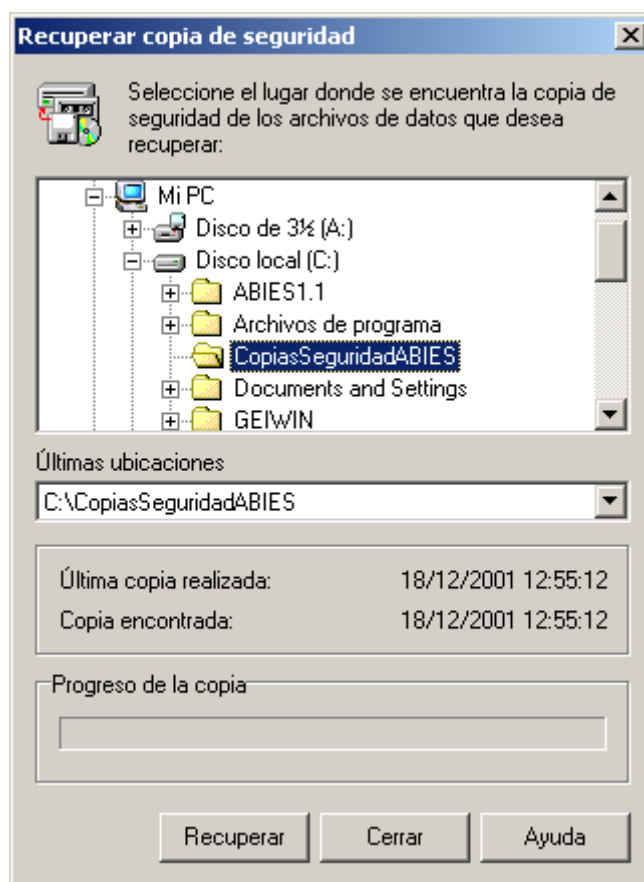 Recuperar copia de seguridad
Seleccione el lugar donde se encuentra la copia de
seguridad de los archivos de datos que desea
recuperar:
Mi PC
Disco de 3½ (A:)
Disco local (C:)
ABIES1.1
Archivos de programa
CopiasSeguridadABIES
Documents and Settings
GEIWIN
Últimas ubicaciones
C:\CopiasSeguridadABIES
Última copia realizada: 18/12/2001 12:55:12
Copia encontrada: 18/12/2001 12:55:12
Progreso de la copia
Recuperar Cerrar Ayuda